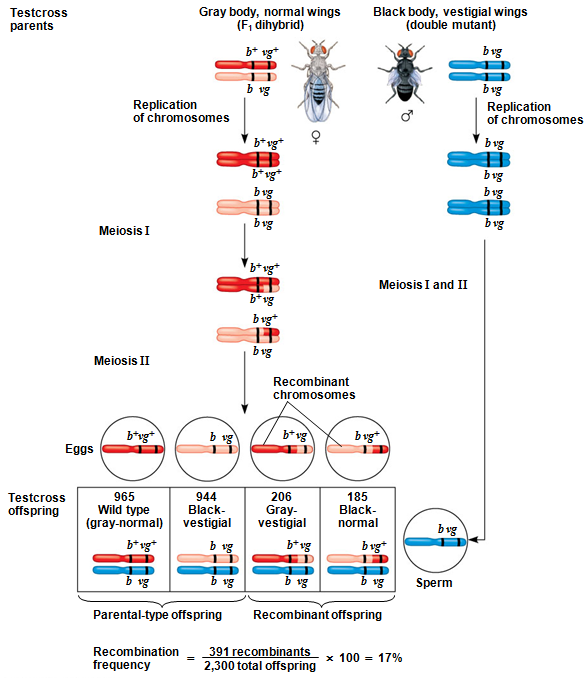 Testcross
parents
Gray body, normal wings
(F₁ dihybrid)
Black body, vestigial wings
(double mutant)
b⁺ vg⁺
b vg
♀
♂
b vg
b vg
Replication
of chromosomes
Replication
of chromosomes
b⁺vg⁺
b⁺vg⁺
b vg
b vg
b vg
b vg
b vg
b vg
Meiosis I
Meiosis I and II
b⁺vg⁺
b⁺vg
b vg⁺
b vg
Meiosis II
Recombinant
chromosomes
Eggs
b⁺vg⁺
b vg
b⁺vg
b vg⁺
Testcross
offspring
965
Wild type
(gray-normal)
b⁺vg⁺
b vg
944
Black-
vestigial
b vg
b vg
206
Gray-
vestigial
b⁺vg
b vg
185
Black-
normal
b vg⁺
b vg
b vg
Sperm
Parental-type offspring
Recombinant offspring
Recombination
frequency
=
391 recombinants
2,300 total offspring
× 100 = 17%